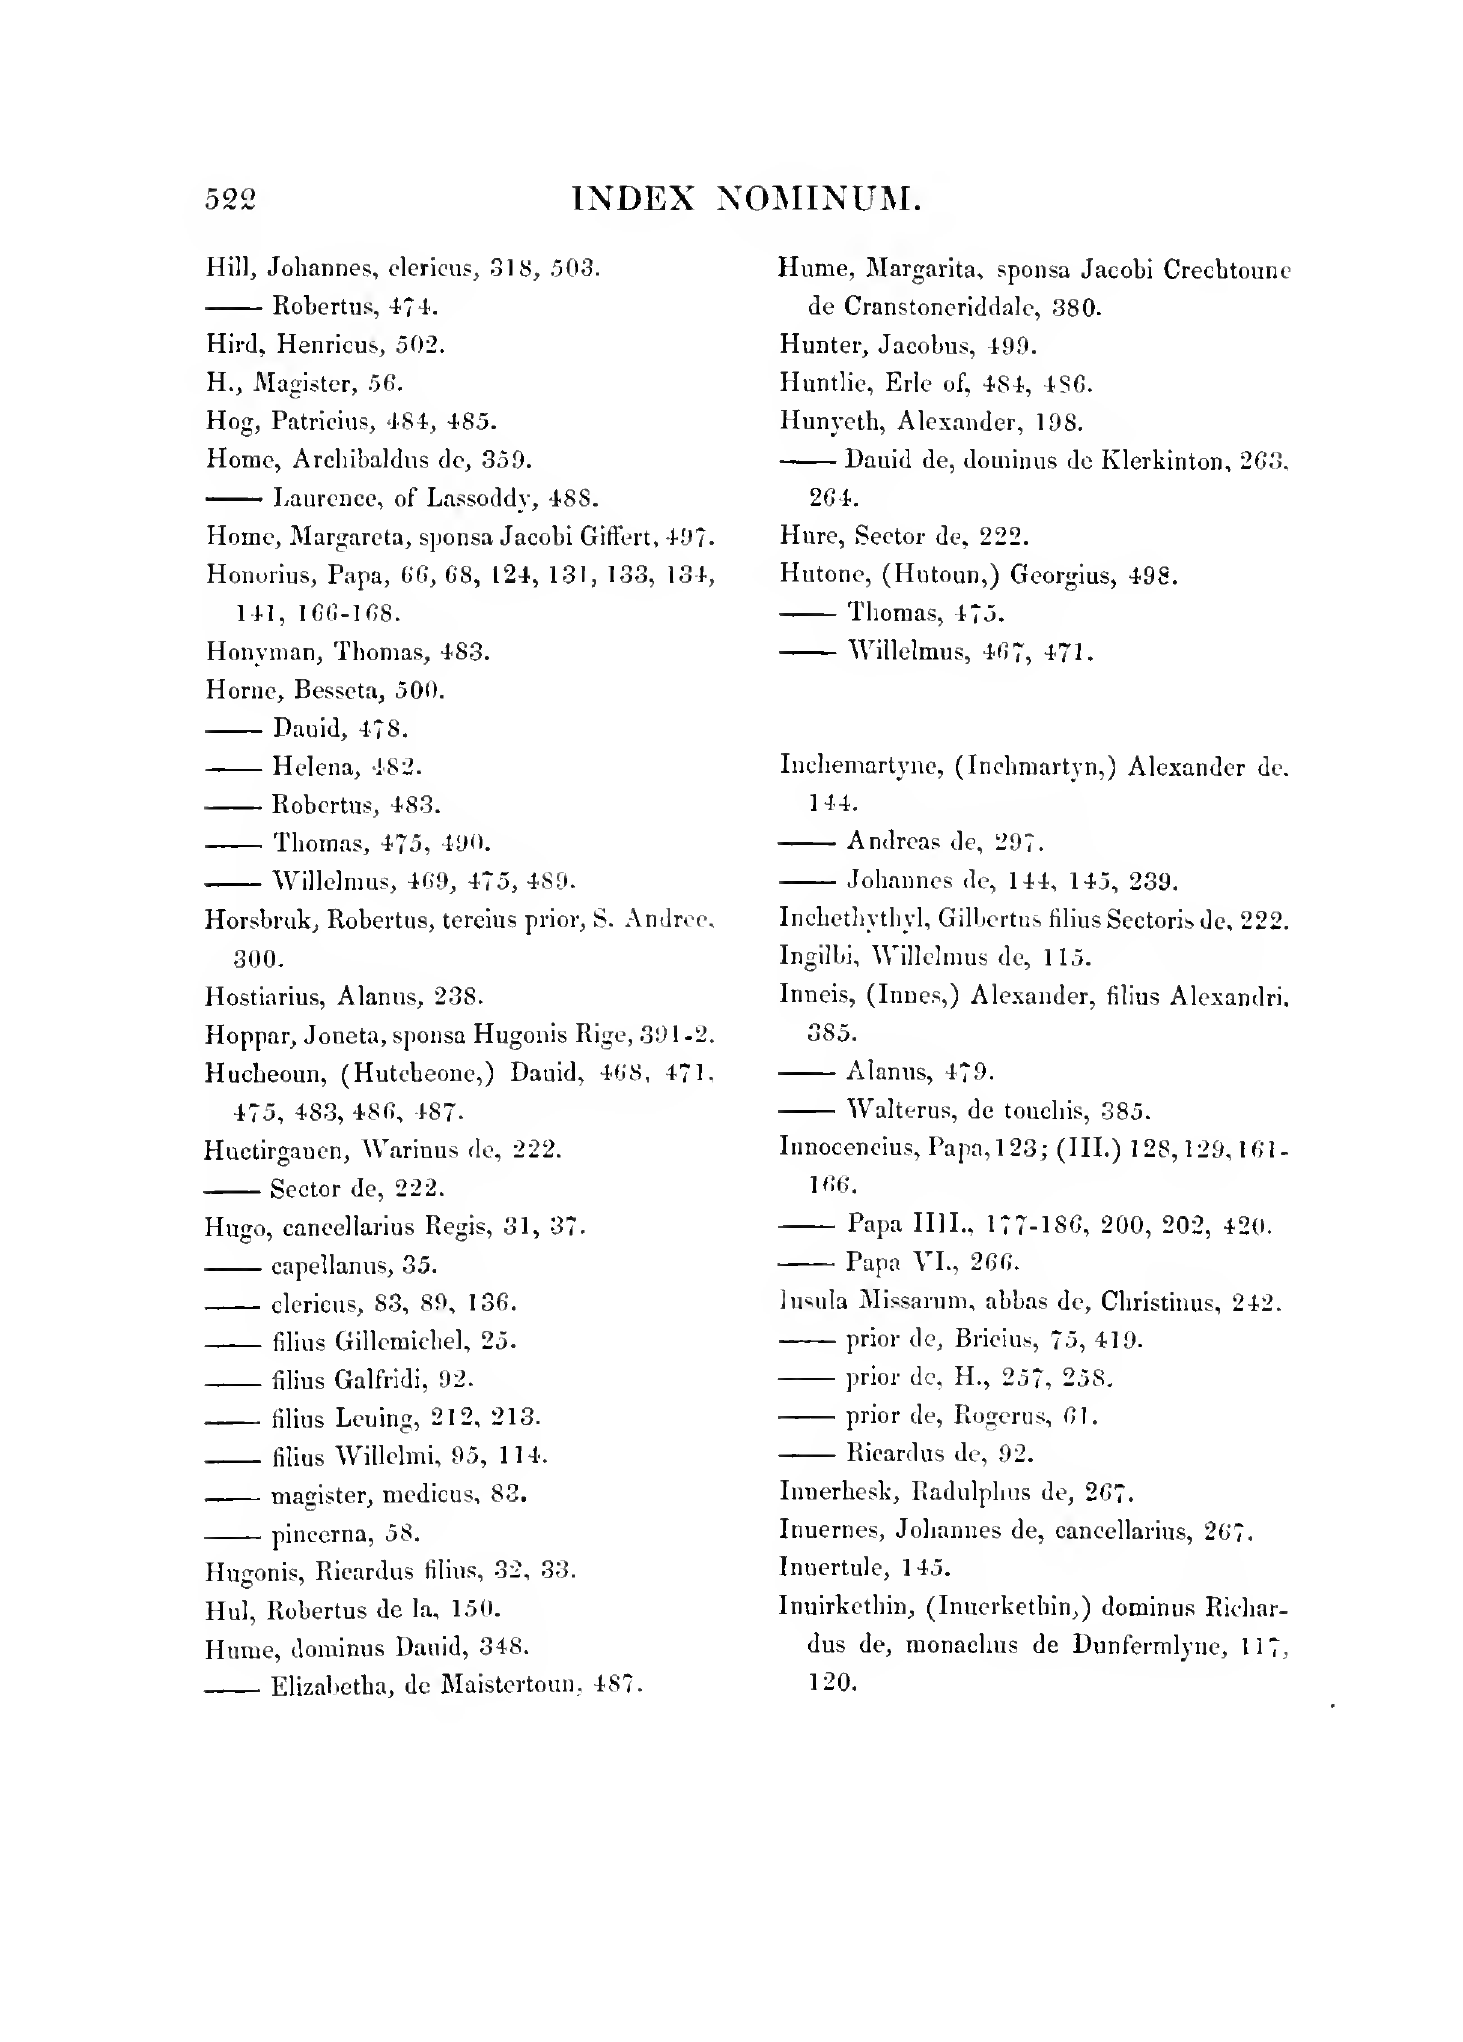 522
INDEX NOMINUM.
Hill, Johannes, clericus, 318, 503.
—— Robertus, 474.
Hird, Henricus, 502.
H., Magister, 56.
Hog, Patricius, 484, 485.
Home, Archibaldus de, 359.
—— Laurence, of Lassoddy, 488.
Home, Margareta, sponsa Jacobi Giffert, 497.
Honorius, Papa, 66, 68, 124, 131, 133, 134,
141, 166-168.
Honyman, Thomas, 483.
Horne, Besseta, 500.
—— Dauid, 478.
—— Helena, 482.
—— Robertus, 483.
—— Thomas, 475, 490.
—— Willelmus, 469, 475, 489.
Horsbruk, Robertus, tercius prior, S. Andree,
300.
Hostiarius, Alanus, 238.
Hoppar, Joneta, sponsa Hugonis Rige, 391-2.
Hucheoun, (Hutcheone,) Dauid, 468, 471,
475, 483, 486, 487.
Huctirgauen, Warinus de, 222.
—— Sector de, 222.
Hugo, cancellarius Regis, 31, 37.
—— capellanus, 35.
—— clericus, 83, 89, 136.
—— filius Gillemichel, 25.
—— filius Galfridi, 92.
—— filius Leuing, 212, 213.
—— filius Willelmi, 95, 114.
—— magister, medicus, 83.
—— pincerna, 58.
Hugonis, Ricardus filius, 32, 33.
Hul, Robertus de la, 150.
Hume, dominus Dauid, 348.
—— Elizabetha, de Maistertoun, 487.
Hume, Margarita, sponsa Jacobi Crechtoune
de Cranstoneriddale, 380.
Hunter, Jacobus, 499.
Huntlie, Erle of, 484, 486.
Hunyeth, Alexander, 198.
—— Dauid de, dominus de Klerkinton, 263,
264.
Hure, Sector de, 222.
Hutone, (Hutoun,) Georgius, 498.
—— Thomas, 475.
—— Willelmus, 467, 471.
Inchemartyne, (Inchmartyn,) Alexander de,
144.
—— Andreas de, 297.
—— Johannes de, 144, 145, 239.
Inchethythyl, Gilbertus filius Sectoris de, 222.
Ingilbi, Willelmus de, 115.
Inneis, (Innes,) Alexander, filius Alexandri,
385.
—— Alanus, 479.
—— Walterus, de touchis, 385.
Innocencius, Papa, 123; (III.) 128, 129, 161-
166.
—— Papa IIII., 177-186, 200, 202, 420.
—— Papa VI., 266.
Insula Missarum, abbas de, Christinus, 242.
—— prior de, Bricius, 75, 419.
—— prior de, H., 257, 258.
—— prior de, Rogerus, 61.
—— Ricardus de, 92.
Inuerhesk, Radulphus de, 267.
Inuernes, Johannes de, cancellarius, 267.
Inuertule, 145.
Inuirkethin, (Inuerkethin,) dominus Richar-
dus de, monachus de Dunfermlyne, 117,
120.